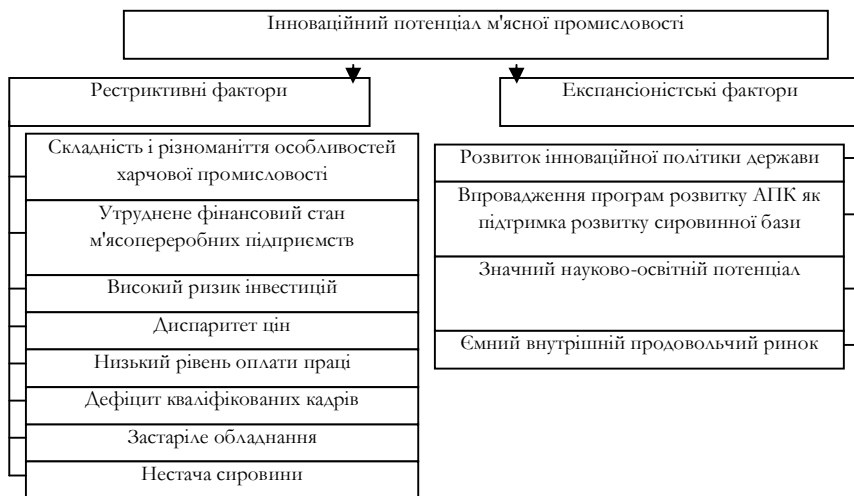 Інноваційний потенціал м'ясної промисловості
Рестриктивні фактори
Складність і різноманіття особливостей
харчової промисловості
Утруднене фінансовий стан
м'ясопереробних підприємств
Високий ризик інвестицій
Диспаритет цін
Низький рівень оплати праці
Дефіцит кваліфікованих кадрів
Застаріле обладнання
Нестача сировини
Експансіоністські фактори
Розвиток інноваційної політики держави
Впровадження програм розвитку АПК як
підтримка розвитку сировинної бази
Значний науково-освітній потенціал
Ємний внутрішній продовольчий ринок